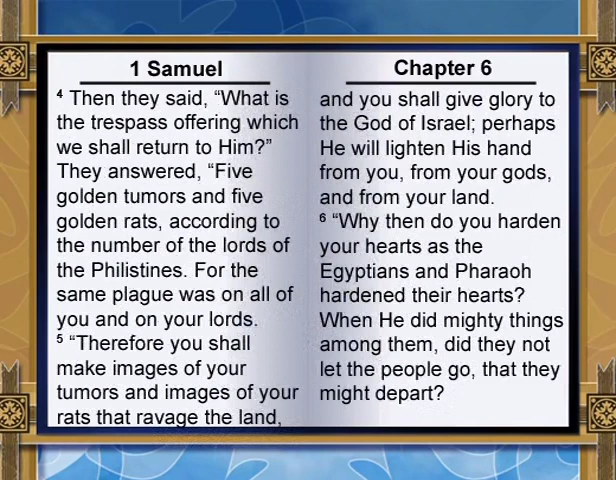 1 Samuel
⁴ Then they said, “What is
the trespass offering which
we shall return to Him?”
They answered, “Five
golden tumors and five
golden rats, according to
the number of the lords of
the Philistines. For the
same plague was on all of
you and on your lords.
⁵ “Therefore you shall
make images of your
tumors and images of your
rats that ravage the land,
Chapter 6
and you shall give glory to
the God of Israel; perhaps
He will lighten His hand
from you, from your gods,
and from your land.
⁶ “Why then do you harden
your hearts as the
Egyptians and Pharaoh
hardened their hearts?
When He did mighty things
among them, did they not
let the people go, that they
might depart?